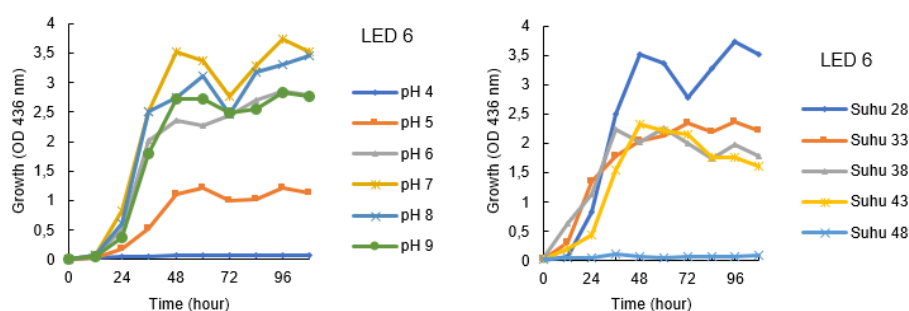 LED 6
Growth (OD 436 nm)
4
3,5
3
2,5
2
1,5
1
0,5
0
0 24 48 72 96
Time (hour)
pH 4
pH 5
pH 6
pH 7
pH 8
pH 9
LED 6
Growth (OD 436 nm)
4
3,5
3
2,5
2
1,5
1
0,5
0
0 24 48 72 96
Time (hour)
Suhu 28
Suhu 33
Suhu 38
Suhu 43
Suhu 48